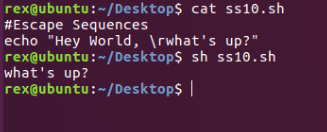 rex@ubuntu:~/Desktop$ cat ss10.sh
#Escape Sequences
echo "Hey World, \rwhat's up?"
rex@ubuntu:~/Desktop$ sh ss10.sh
what's up?
rex@ubuntu:~/Desktop$